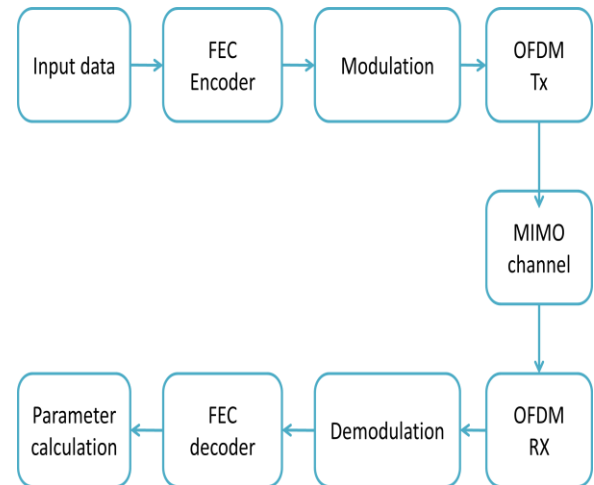 Input data
FEC
Encoder
Modulation
OFDM
Tx
MIMO
channel
OFDM
RX
Demodulation
FEC
decoder
Parameter
calculation